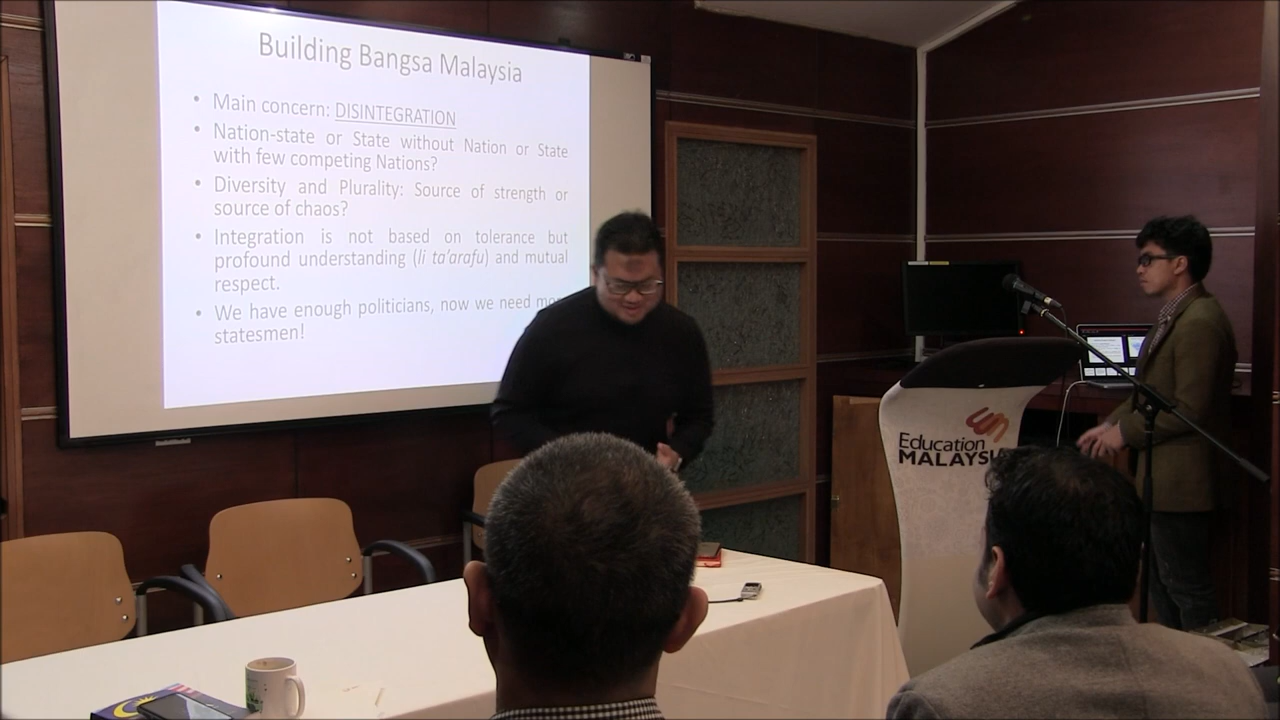 Building Bangsa Malaysia
• Main concern: DISINTEGRATION
• Nation-state or State without Nation or State
with few competing Nations?
• Diversity and Plurality: Source of strength or
source of chaos?
• Integration is not based on tolerance but
profound understanding (li ta'arafu) and mutual
respect.
• We have enough politicians, now we need
statesmen!
Education